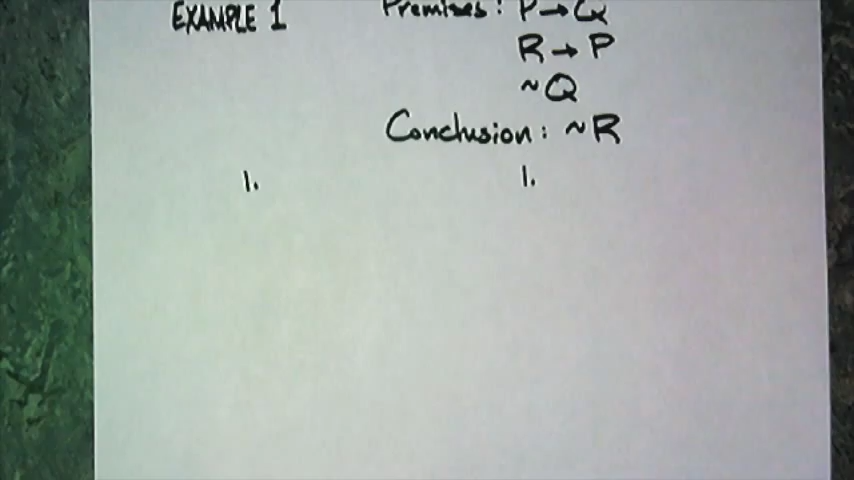 EXAMPLE 1 Premises: P→Q
R→P
~Q
Conclusion: ~R
1. 1.